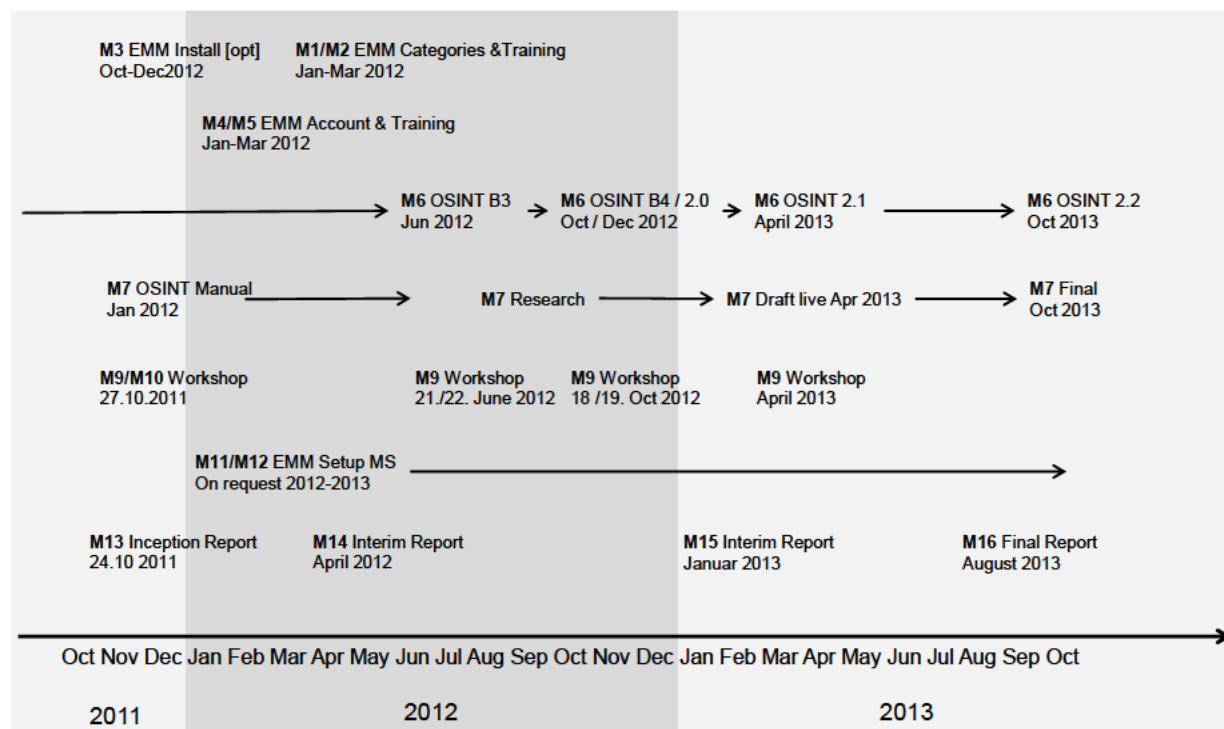 M3 EMM Install [opt]
Oct-Dec2012
M1/M2 EMM Categories &Training
Jan-Mar 2012
M4/M5 EMM Account & Training
Jan-Mar 2012
M6 OSINT B3
Jun 2012
M6 OSINT B4 / 2.0
Oct / Dec 2012
M6 OSINT 2.1
April 2013
M6 OSINT 2.2
Oct 2013
M7 OSINT Manual
Jan 2012
M7 Research
M7 Draft live Apr 2013
M7 Final
Oct 2013
M9/M10 Workshop
27.10.2011
M9 Workshop
21./22. June 2012
M9 Workshop
18 /19. Oct 2012
M9 Workshop
April 2013
M11/M12 EMM Setup MS
On request 2012-2013
M13 Inception Report
24.10 2011
M14 Interim Report
April 2012
M15 Interim Report
Januar 2013
M16 Final Report
August 2013
Oct Nov Dec Jan Feb Mar Apr May Jun Jul Aug Sep Oct Nov Dec Jan Feb Mar Apr May Jun Jul Aug Sep Oct
2011 2012 2013